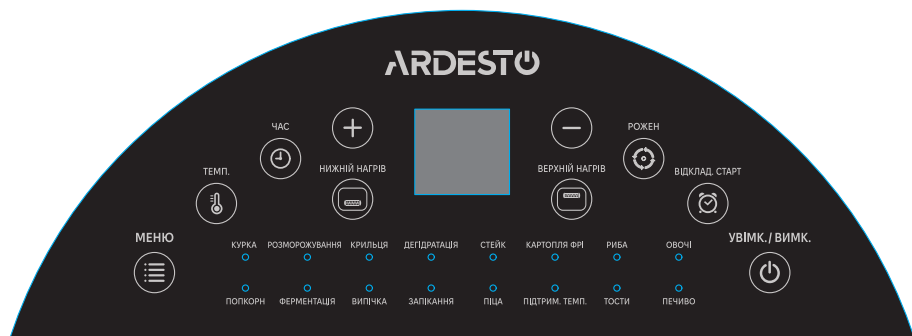 ARDESTO
ЧАС
РОЖЕН
ТЕМП.
НИЖНІЙ НАГРІВ
ВЕРХНІЙ НАГРІВ
ВІДКЛАД. СТАРТ
МЕНЮ
УВІМК./ ВИМК.
КУРКА РОЗМОРОЖУВАННЯ КРИЛЬЦЯ ДЕГІДРАТАЦІЯ СТЕЙК КАРТОПЛЯ ФРІ РИБА ОВОЧІ
ПОПКОРН ФЕРМЕНТАЦІЯ ВИПІЧКА ЗАПІКАННЯ ПІЦА ПІДТРИМ. ТЕМП. ТОСТИ ПЕЧИВО